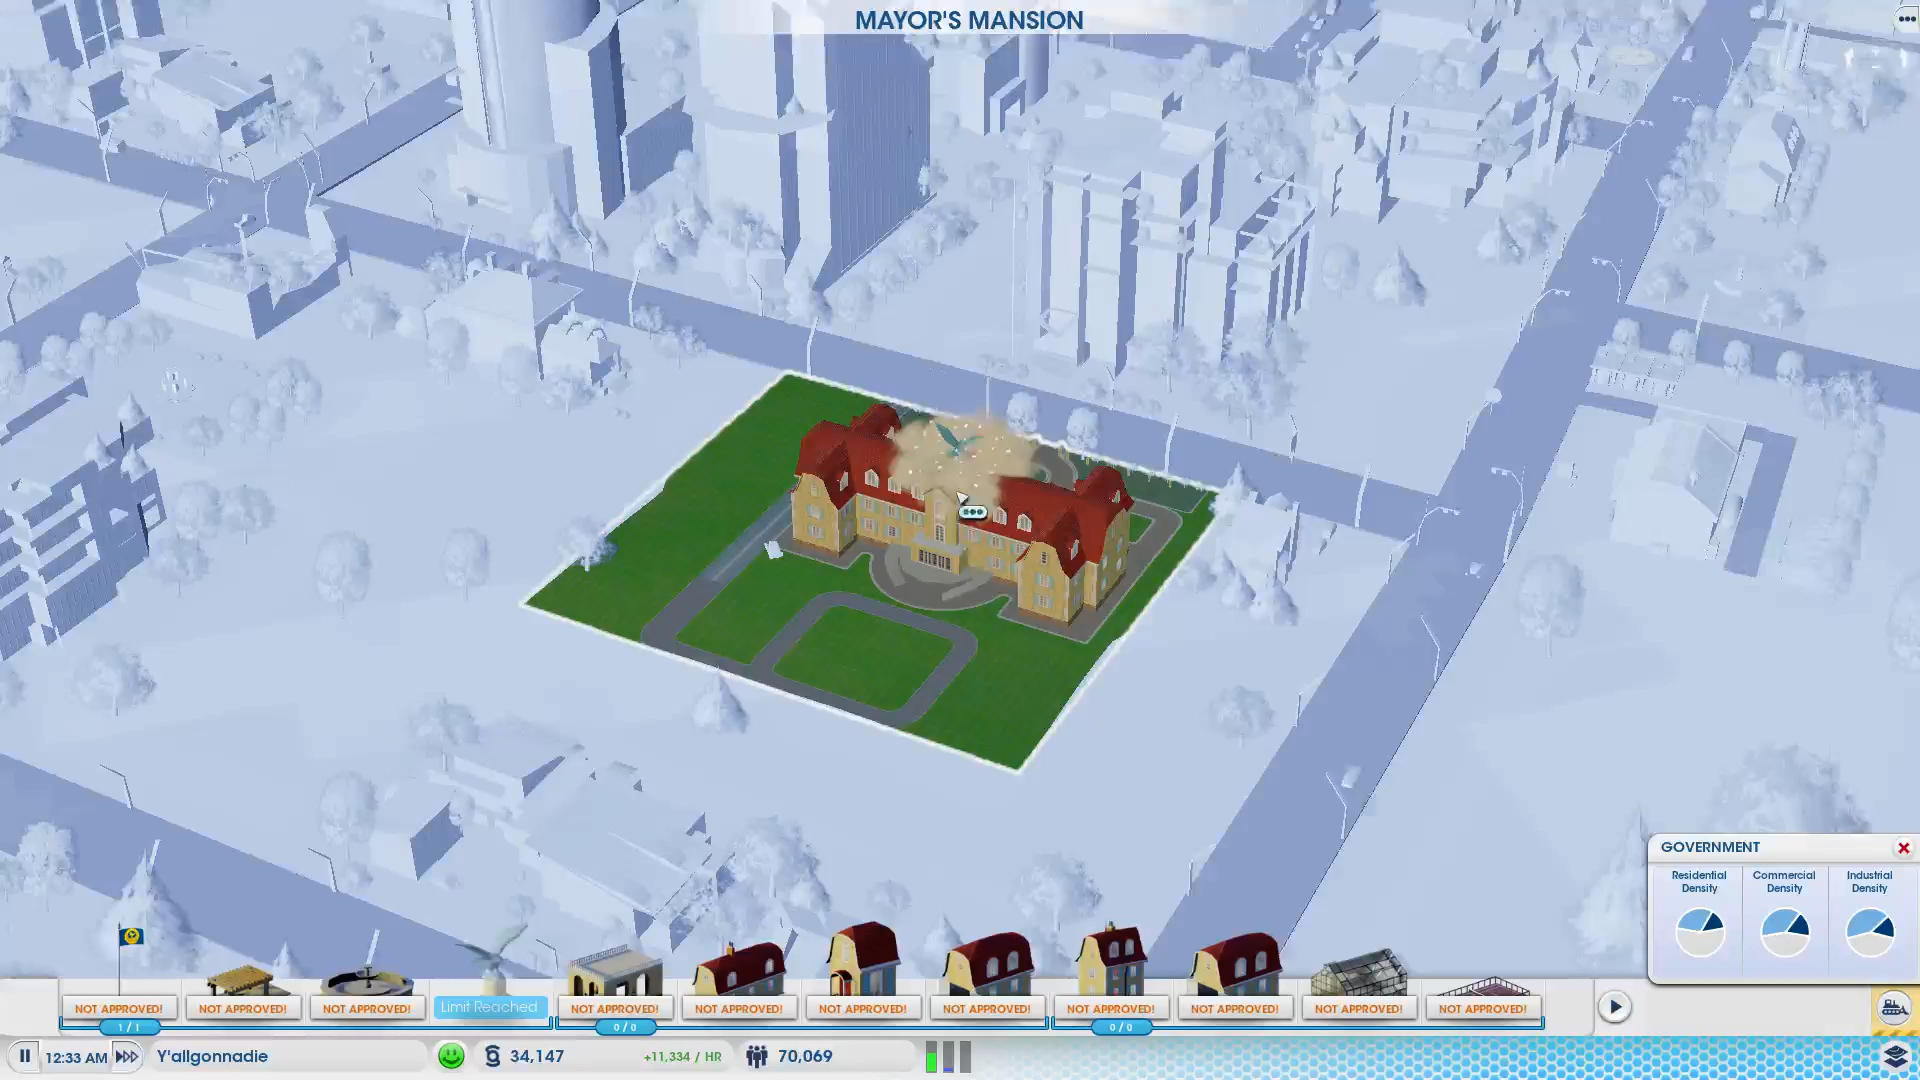 MAYOR'S MANSION
GOVERNMENT
Residential Density
Commercial Density
Industrial Density
NOT APPROVED!
NOT APPROVED!
NOT APPROVED!
Limit Reached
NOT APPROVED!
NOT APPROVED!
NOT APPROVED!
NOT APPROVED!
NOT APPROVED!
NOT APPROVED!
NOT APPROVED!
NOT APPROVED!
1 / 1
0 / 0
0 / 0
12:33 AM
Y'allgonnadie
34,147
+11,334 / HR
70,069